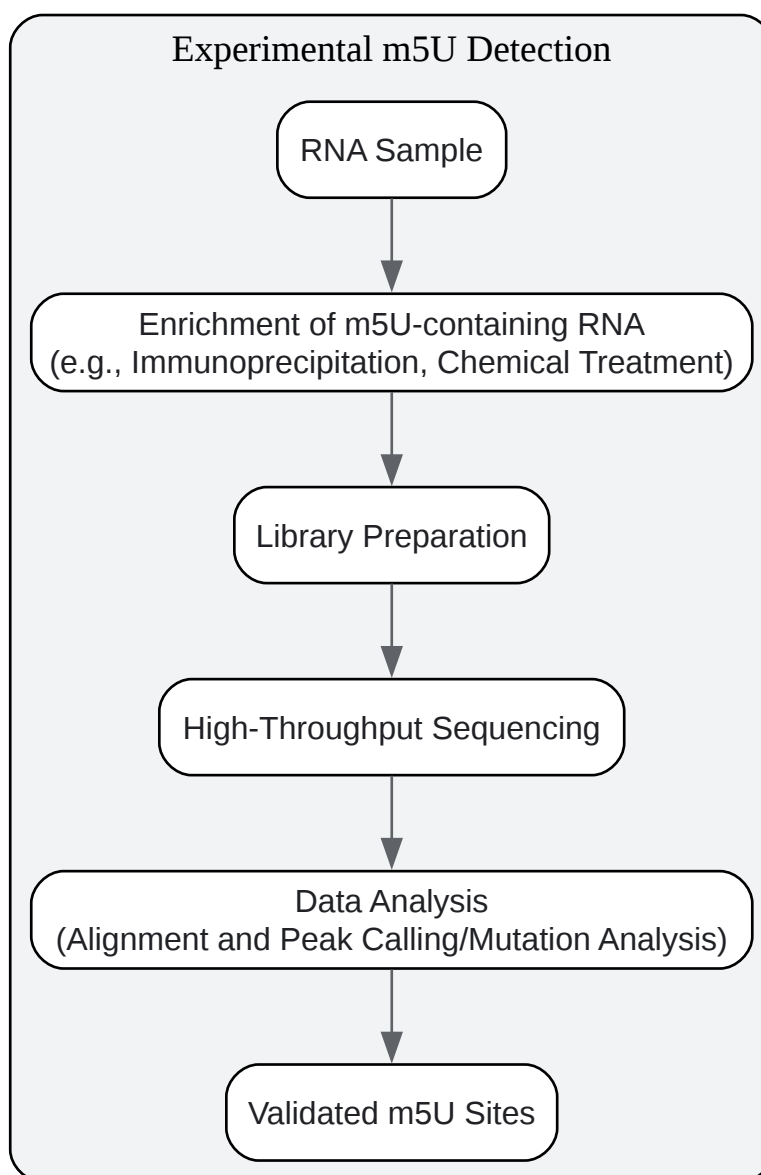 Experimental m5U Detection
RNA Sample
Enrichment of m5U-containing RNA
(e.g., Immunoprecipitation, Chemical Treatment)
Library Preparation
High-Throughput Sequencing
Data Analysis
(Alignment and Peak Calling/Mutation Analysis)
Validated m5U Sites